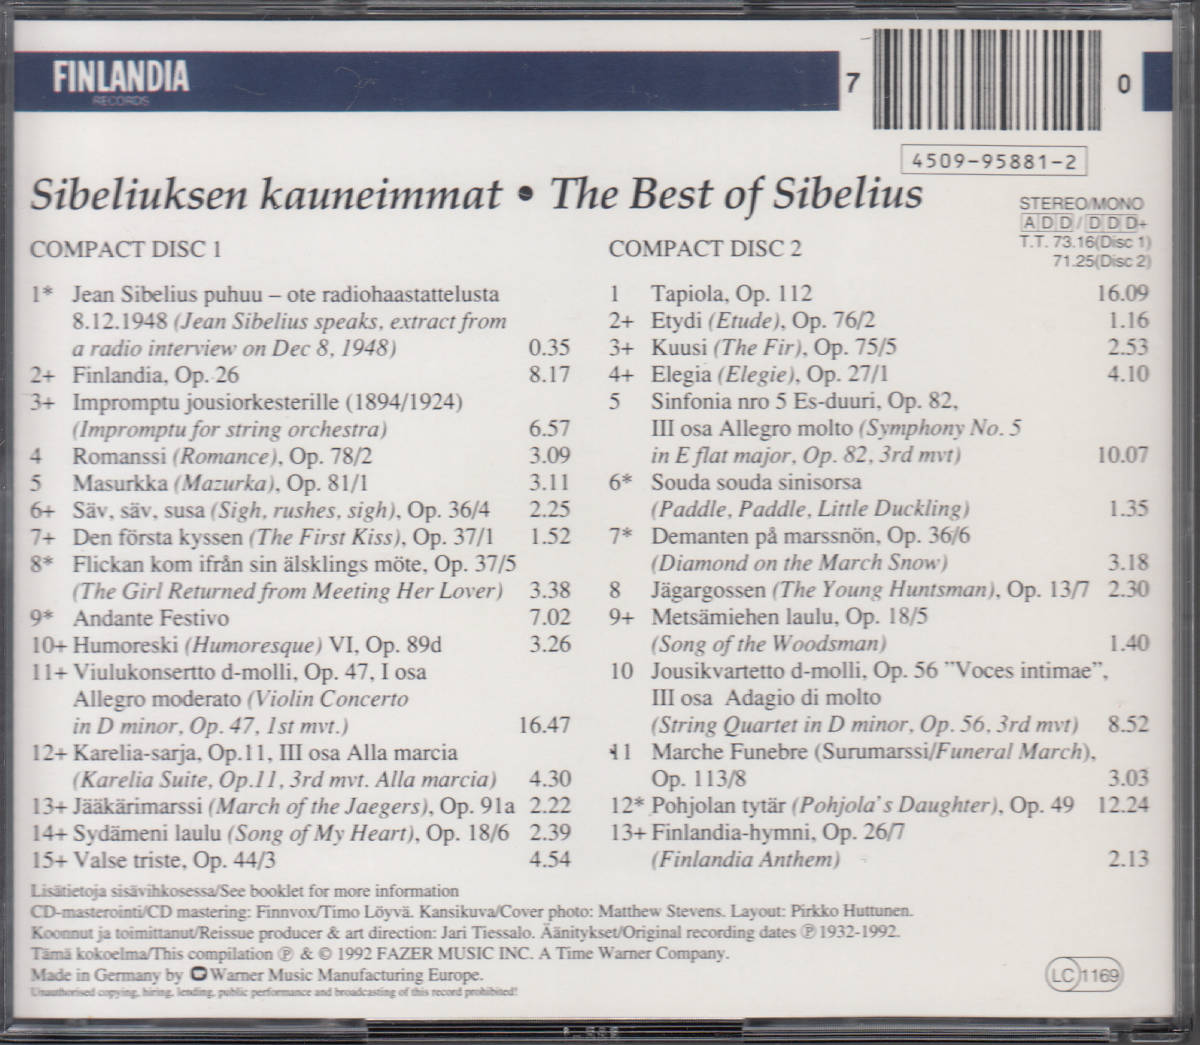 FINLANDIA
RECORDS
7 0
4509-95881-2
Sibeliuksen kauneimmat • The Best of Sibelius
STEREO/MONO
ADD/DDD+
T.T. 73.16(Disc 1)
71.25(Disc 2)
COMPACT DISC 1
1* Jean Sibelius puhuu – ote radiohaastattelusta
8.12.1948 (Jean Sibelius speaks, extract from
a radio interview on Dec 8, 1948) 0.35
2+ Finlandia, Op. 26 8.17
3+ Impromptu jousiorkesterille (1894/1924)
(Impromptu for string orchestra) 6.57
4 Romanssi (Romance), Op. 78/2 3.09
5 Masurkka (Mazurka), Op. 81/1 3.11
6+ Säv, säv, susa (Sigh, rushes, sigh), Op. 36/4 2.25
7+ Den första kyssen (The First Kiss), Op. 37/1 1.52
8* Flickan kom ifrån sin älsklings möte, Op. 37/5
(The Girl Returned from Meeting Her Lover) 3.38
9* Andante Festivo 7.02
10+ Humoreski (Humoresque) VI, Op. 89d 3.26
11+ Viulukonsertto d-molli, Op. 47, I osa
Allegro moderato (Violin Concerto
in D minor, Op. 47, 1st mvt.) 16.47
12+ Karelia-sarja, Op.11, III osa Alla marcia
(Karelia Suite, Op.11, 3rd mvt. Alla marcia) 4.30
13+ Jääkärimarssi (March of the Jaegers), Op. 91a 2.22
14+ Sydämeni laulu (Song of My Heart), Op. 18/6 2.39
15+ Valse triste, Op. 44/3 4.54
COMPACT DISC 2
1 Tapiola, Op. 112 16.09
2+ Etydi (Etude), Op. 76/2 1.16
3+ Kuusi (The Fir), Op. 75/5 2.53
4+ Elegia (Elegie), Op. 27/1 4.10
5 Sinfonia nro 5 Es-duuri, Op. 82,
III osa Allegro molto (Symphony No. 5
in E flat major, Op. 82, 3rd mvt) 10.07
6* Souda souda sinisorsa
(Paddle, Paddle, Little Duckling) 1.35
7* Demanten på marssnön, Op. 36/6
(Diamond on the March Snow) 3.18
8 Jägargossen (The Young Huntsman), Op. 13/7 2.30
9+ Metsämiehen laulu, Op. 18/5
(Song of the Woodsman) 1.40
10 Jousikvartetto d-molli, Op. 56 "Voces intimae",
III osa Adagio di molto
(String Quartet in D minor, Op. 56, 3rd mvt) 8.52
11 Marche Funebre (Surumarssi/Funeral March),
Op. 113/8 3.03
12* Pohjolan tytär (Pohjola's Daughter), Op. 49 12.24
13+ Finlandia-hymni, Op. 26/7
(Finlandia Anthem) 2.13
Lisätietoja sisävihkosessa/See booklet for more information
CD-masterointi/CD mastering: Finnvox/Timo Löyvä. Kansikuva/Cover photo: Matthew Stevens. Layout: Pirkko Huttunen.
Koonnut ja toimittanut/Reissue producer & art direction: Jari Tiessalo. Äänitykset/Original recording dates ℗ 1932-1992.
Tämä kokoelma/This compilation ℗ & © 1992 FAZER MUSIC INC. A Time Warner Company.
Made in Germany by Warner Music Manufacturing Europe.
Unauthorised copying, hiring, lending, public performance and broadcasting of this record prohibited!
LC 1169